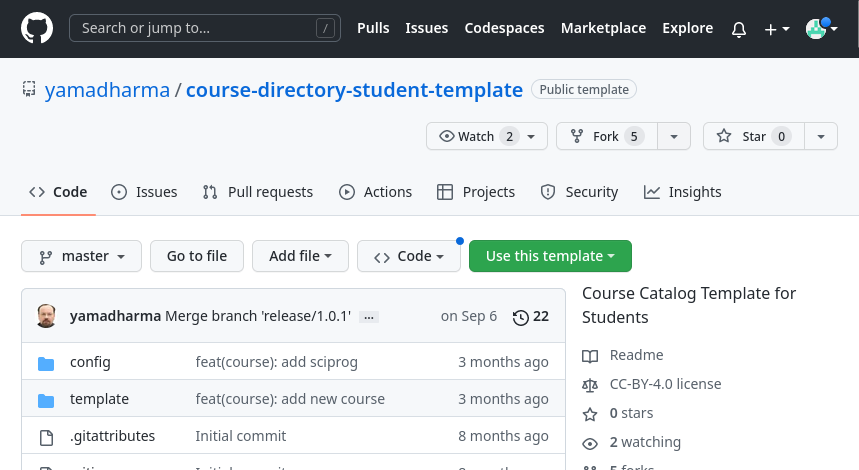 Search or jump to... / Pulls Issues Codespaces Marketplace Explore
yamadharma / course-directory-student-template Public template
Watch 2 Fork 5 Star 0
Code Issues Pull requests Actions Projects Security Insights
master Go to file Add file Code Use this template
Course Catalog Template for
Students
yamadharma Merge branch 'release/1.0.1' ... on Sep 6 22
config feat(course): add sciprog 3 months ago
template feat(course): add new course 3 months ago
.gitattributes Initial commit 8 months ago
Readme
CC-BY-4.0 license
0 stars
2 watching
5 forks